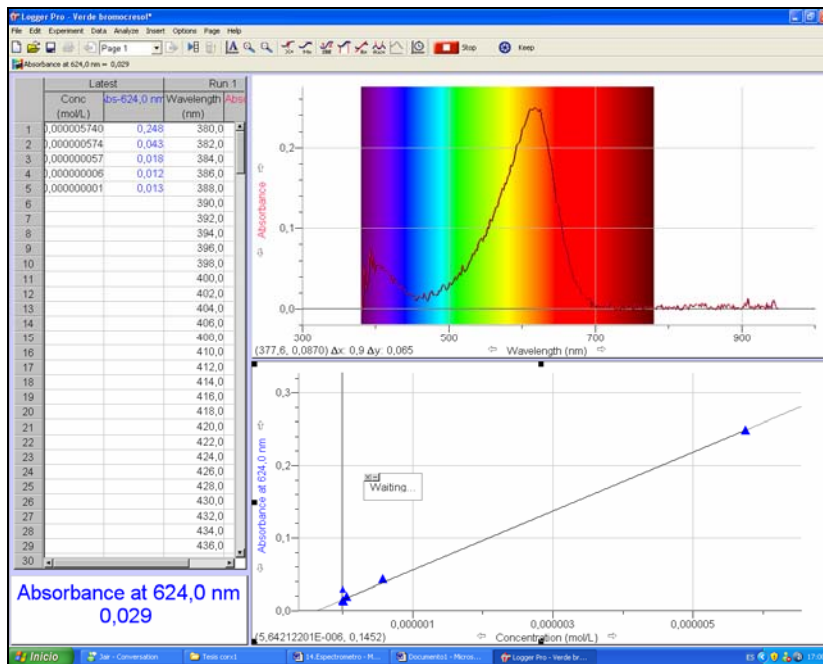 Logger Pro - Verde bromocresol*
File Edit Experiment Data Analyze Insert Options Page Help
Page 1 Stop Keep
Absorbance at 624,0 nm = 0,029
Latest Run 1
Conc (mol/L) Abs-624,0 nm Wavelength (nm) Abs
1 0,000005740 0,248 380,0
2 0,000000574 0,043 382,0
3 0,000000057 0,018 384,0
4 0,000000006 0,012 386,0
5 0,000000001 0,013 388,0
6 390,0
7 392,0
8 394,0
9 396,0
10 398,0
11 400,0
12 402,0
13 404,0
14 406,0
15 400,0
16 410,0
17 412,0
18 414,0
19 416,0
20 418,0
21 420,0
22 422,0
23 424,0
24 426,0
25 428,0
26 430,0
27 432,0
28 434,0
29 436,0
30
Absorbance at 624,0 nm
0,029
Absorbance
0,2
0,1
0,0
300 500 700 900
(377,6, 0,0870) Δx: 0,9 Δy: 0,065 Wavelength (nm)
Absorbance at 624,0 nm
0,3
0,2
0,1
0,0
Waiting...
0,000001 0,000003 0,000005
(5,64212201E-006, 0,1452) Concentration (mol/L)
Inicio Jair - Conversation Tesis corx1 14.Espectrometro - M... Documento1 - Micros... Logger Pro - Verde br... ES